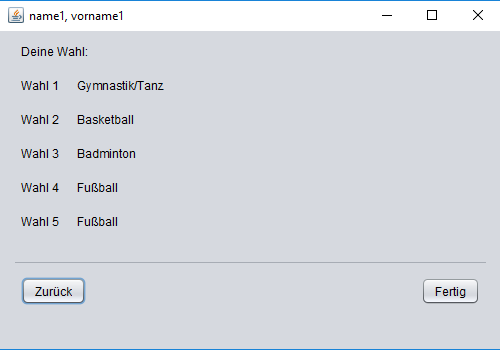 name1, vorname1
Deine Wahl:
Wahl 1 Gymnastik/Tanz
Wahl 2 Basketball
Wahl 3 Badminton
Wahl 4 Fußball
Wahl 5 Fußball
Zurück Fertig